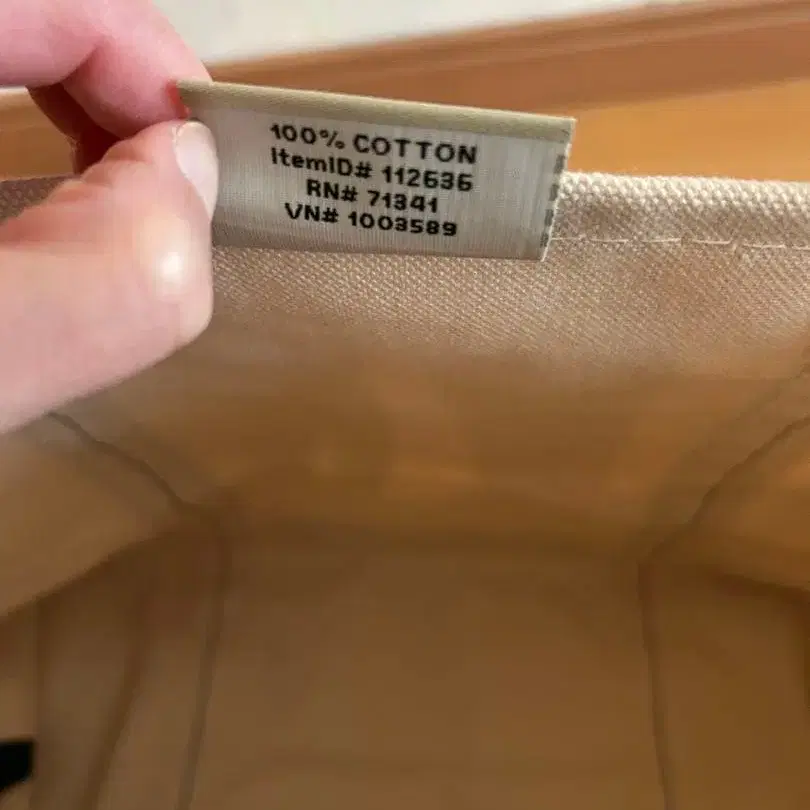 100% COTTON
ItemID# 112636
RN# 71341
VN# 1003589